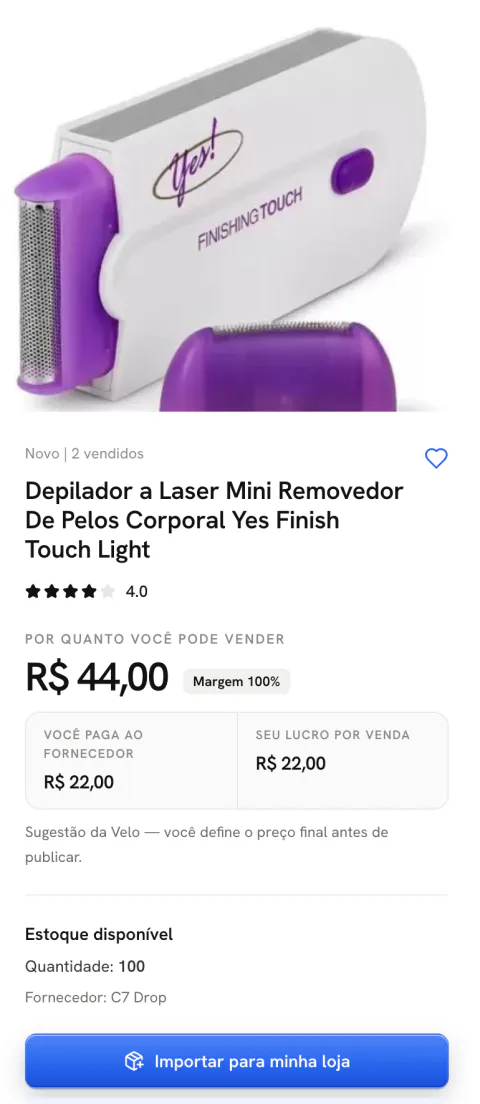 Yes!
FINISHING TOUCH
Novo | 2 vendidos
Depilador a Laser Mini Removedor
De Pelos Corporal Yes Finish
Touch Light
4.0
POR QUANTO VOCÊ PODE VENDER
R$ 44,00 Margem 100%
VOCÊ PAGA AO
FORNECEDOR
R$ 22,00
SEU LUCRO POR VENDA
R$ 22,00
Sugestão da Velo — você define o preço final antes de
publicar.
Estoque disponível
Quantidade: 100
Fornecedor: C7 Drop
Importar para minha loja